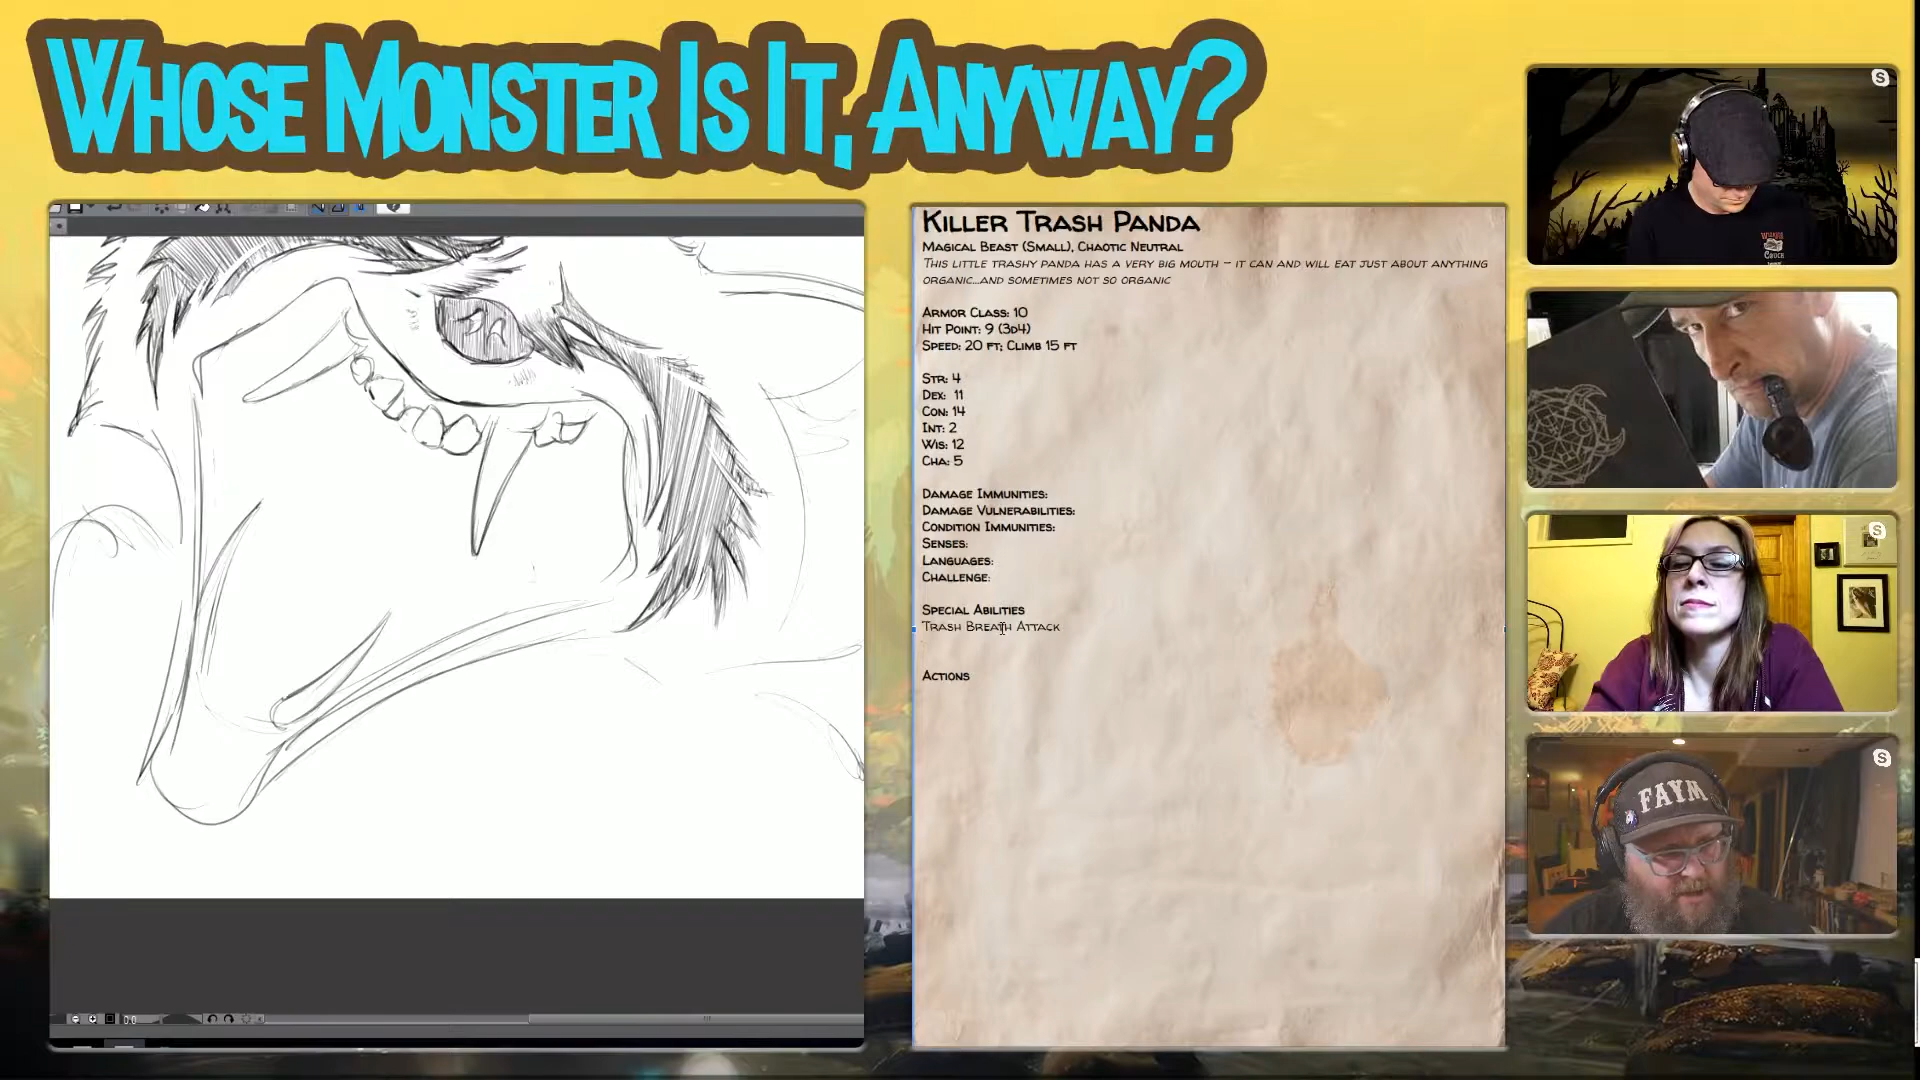 Whose Monster Is It, Anyway?
Killer Trash Panda
Magical Beast (Small), Chaotic Neutral
This little trashy panda has a very big mouth – it can and will eat just about anything
organic...and sometimes not so organic
Armor Class: 10
Hit Point: 9 (3d4)
Speed: 20 ft; Climb 15 ft
Str: 4
Dex: 11
Con: 14
Int: 2
Wis: 12
Cha: 5
Damage Immunities:
Damage Vulnerabilities:
Condition Immunities:
Senses:
Languages:
Challenge:
Special Abilities
Trash Breath Attack
Actions
FAYM